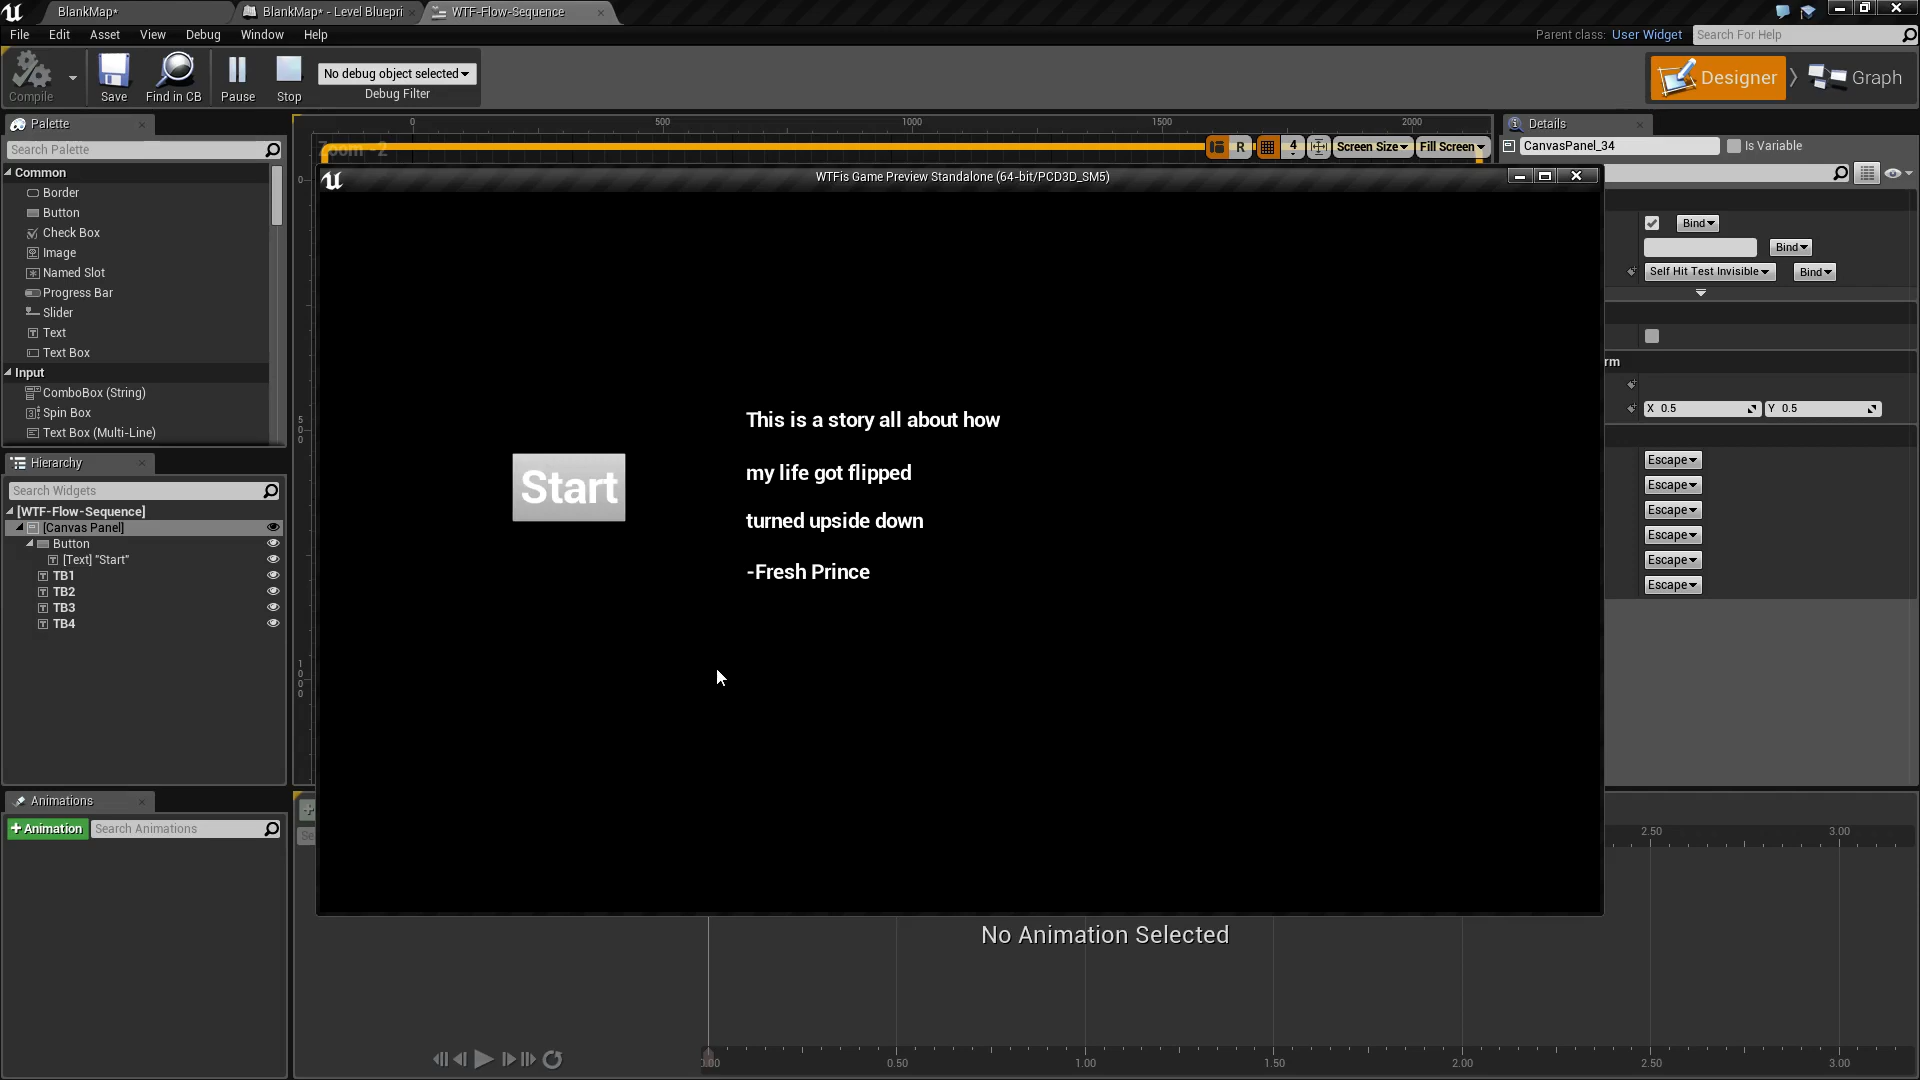 BlankMap*
BlankMap* - Level Bluepri
WTF-Flow-Sequence
File Edit Asset View Debug Window Help
Parent class: User Widget
Search For Help
Compile
Save
Find in CB
Pause
Stop
No debug object selected
Debug Filter
Designer
Graph
Palette
Search Palette
Common
Border
Button
Check Box
Image
Named Slot
Progress Bar
Slider
Text
Text Box
Input
ComboBox (String)
Spin Box
Text Box (Multi-Line)
Hierarchy
Search Widgets
[WTF-Flow-Sequence]
[Canvas Panel]
Button
[Text] "Start"
TB1
TB2
TB3
TB4
Animations
+ Animation
Search Animations
0 500 1000 1500 2000
Zoom -2
R
4
Screen Size
Fill Screen
0
500
1000
WTFis Game Preview Standalone (64-bit/PCD3D_SM5)
Start
This is a story all about how
my life got flipped
turned upside down
-Fresh Prince
Details
CanvasPanel_34
Is Variable
Bind
Bind
Self Hit Test Invisible
Bind
rm
X 0.5 Y 0.5
Escape
Escape
Escape
Escape
Escape
Escape
2.50 3.00
No Animation Selected
0.50 1.00 1.50 2.00 2.50 3.00